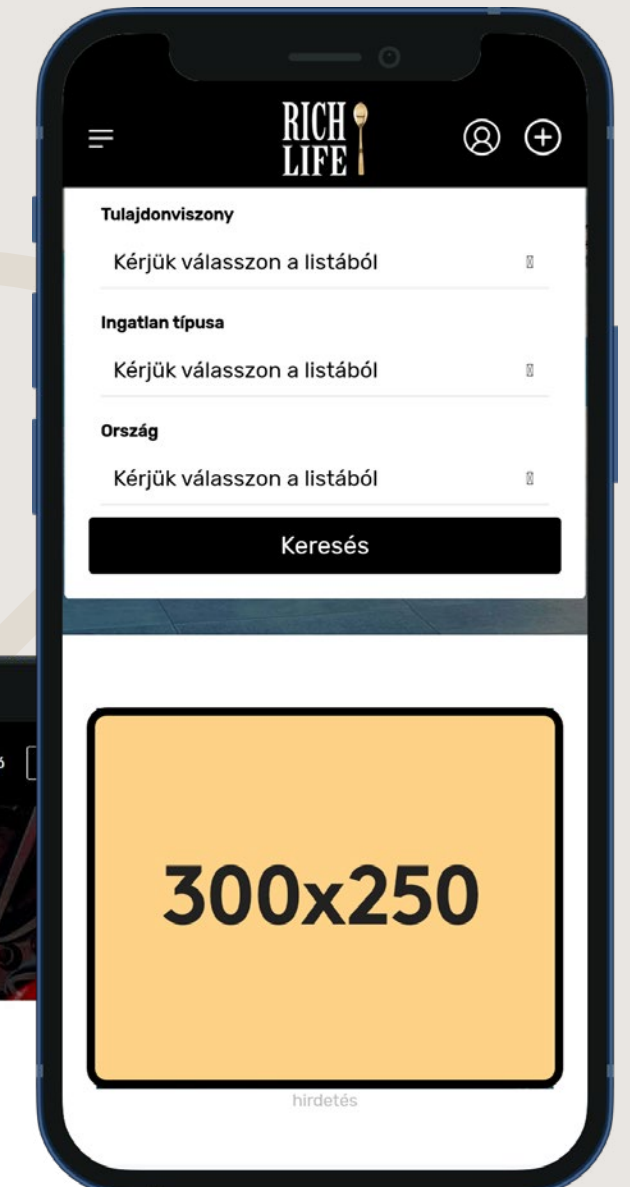 RICH
LIFE
Tulajdonviszony
Kérjük válasszon a listából
Ingatlan típusa
Kérjük válasszon a listából
Ország
Kérjük válasszon a listából
Keresés
300x250
hirdetés